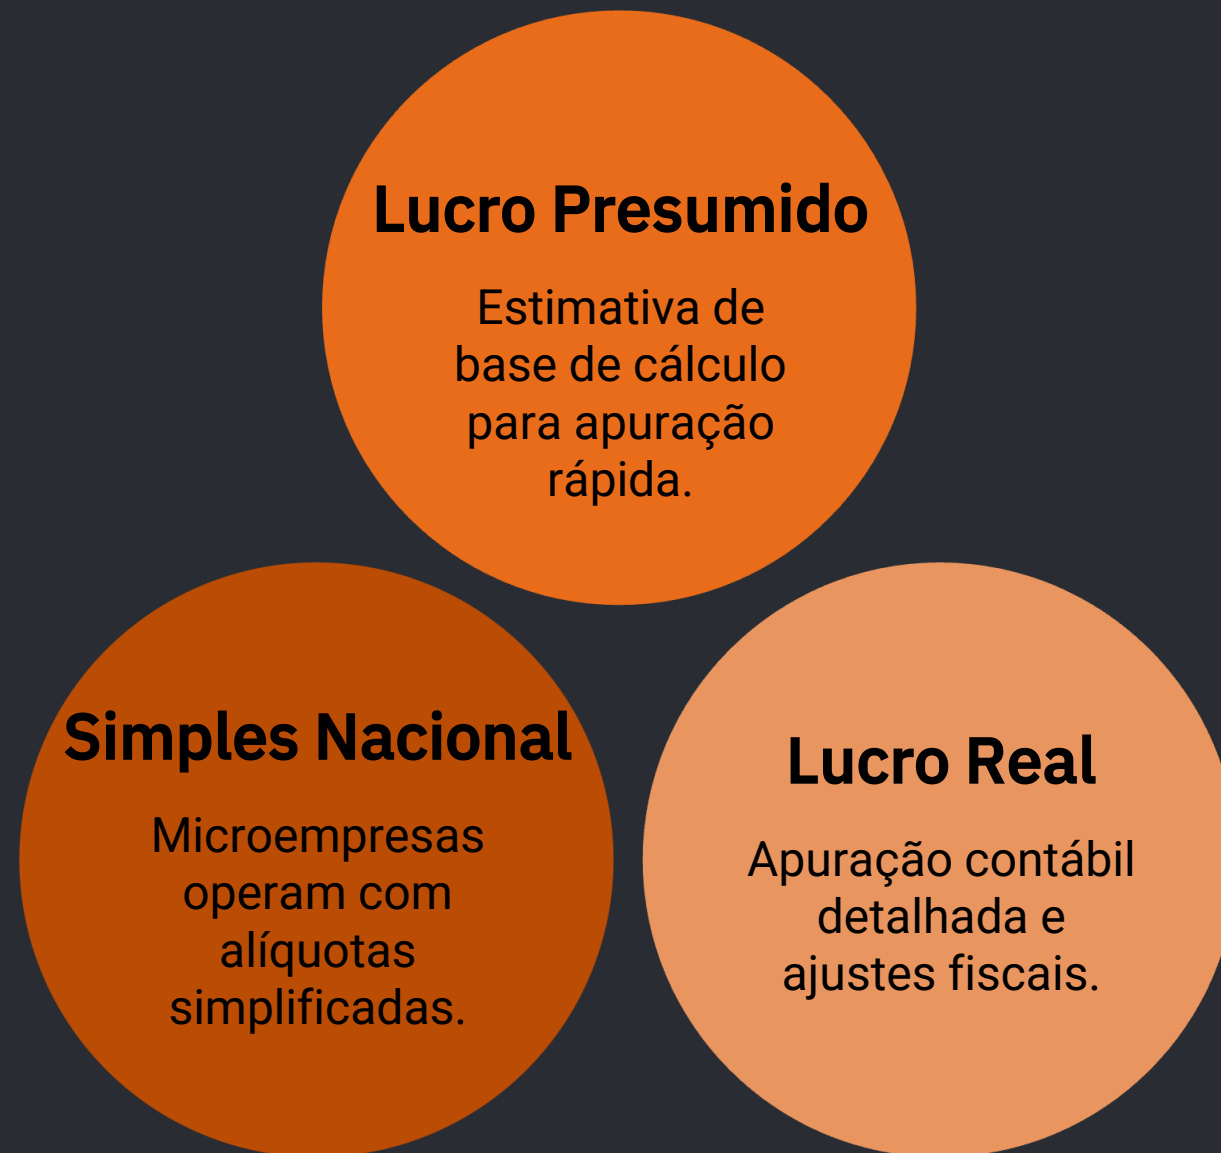 Lucro Presumido
Estimativa de
base de cálculo
para apuração
rápida.
Simples Nacional
Microempresas
operam com
alíquotas
simplificadas.
Lucro Real
Apuração contábil
detalhada e
ajustes fiscais.